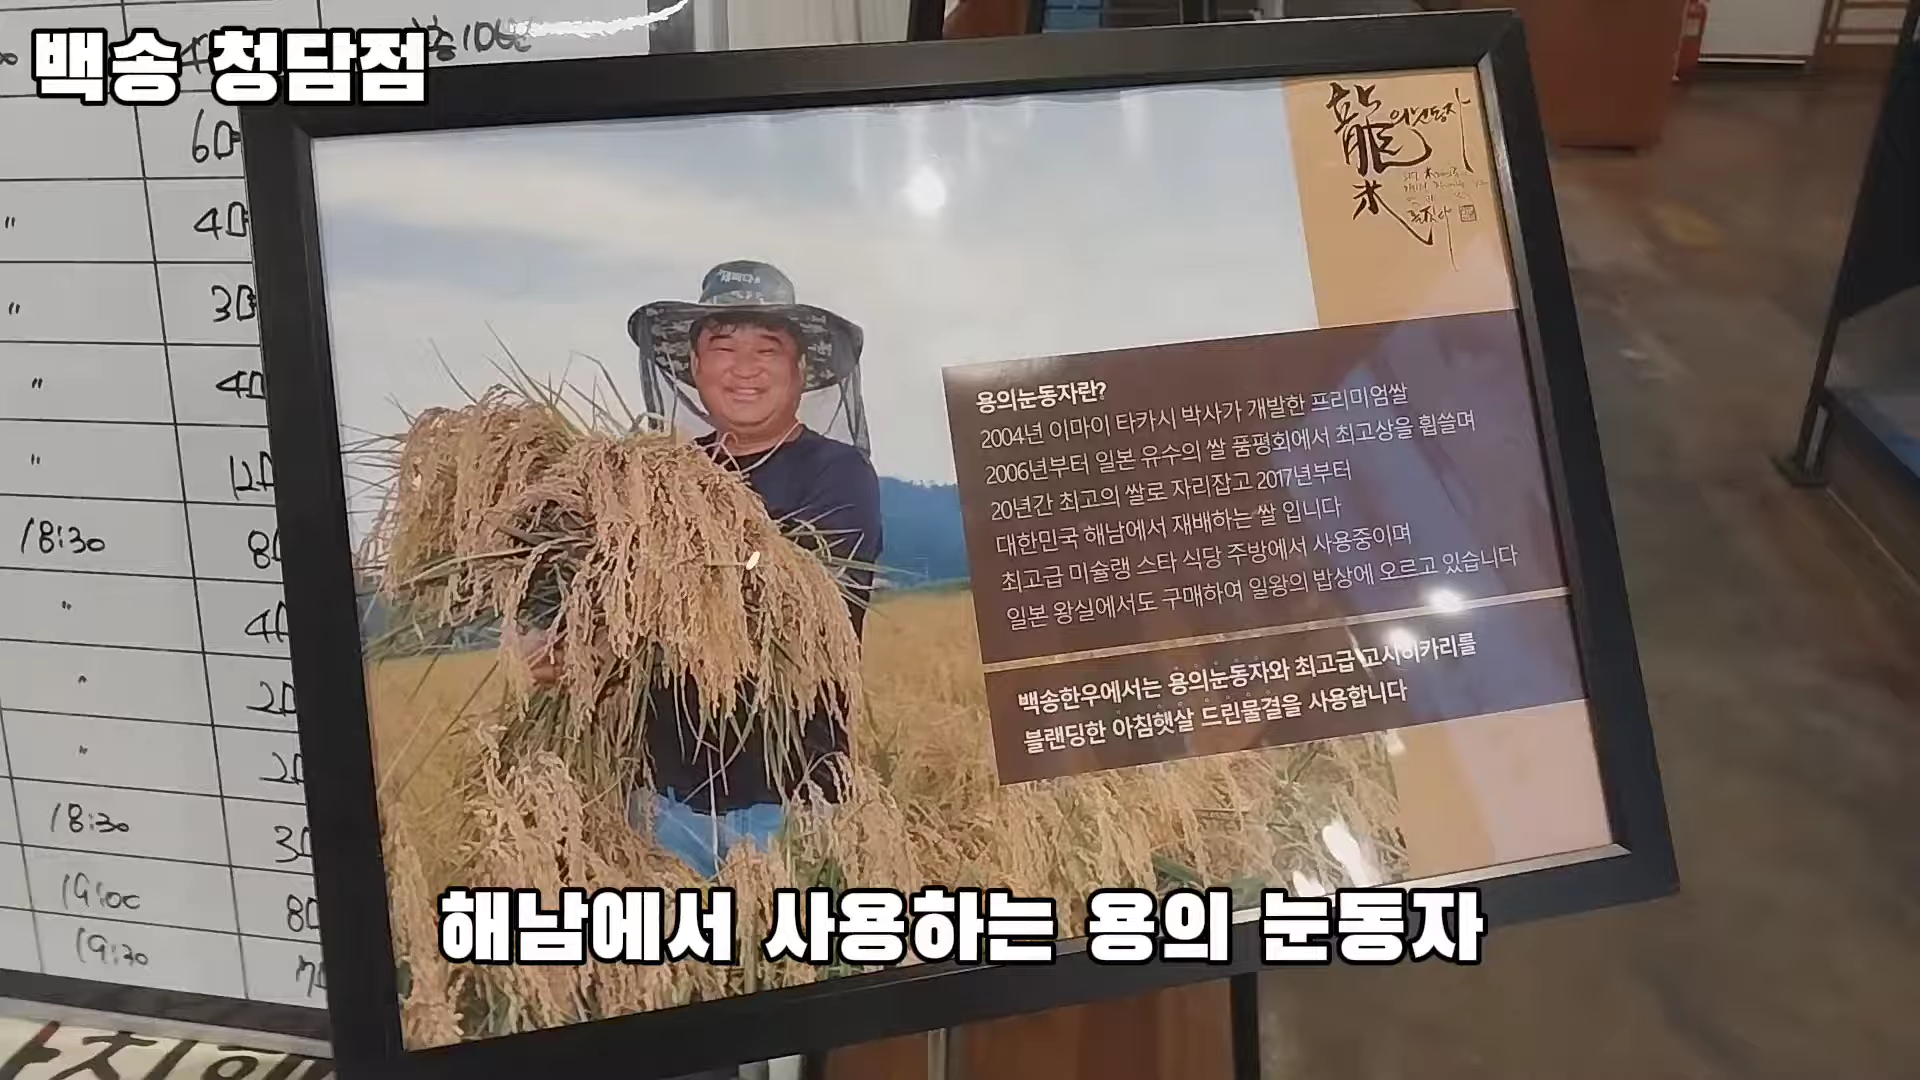 백송 청담점
龍
의눈동자
米
용의눈동자란?
2004년 이마이 타카시 박사가 개발한 프리미엄쌀
2006년부터 일본 유수의 쌀 품평회에서 최고상을 휩쓸며
20년간 최고의 쌀로 자리잡고 2017년부터
대한민국 해남에서 재배하는 쌀 입니다
최고급 미슐랭 스타 식당 주방에서 사용중이며
일본 왕실에서도 구매하여 일왕의 밥상에 오르고 있습니다
백송한우에서는 용의눈동자와 최고급 고시히카리를
블랜딩한 아침햇살 드린물결을 사용합니다
18:30
18:30
19:00
19:30
해남에서 사용하는 용의 눈동자